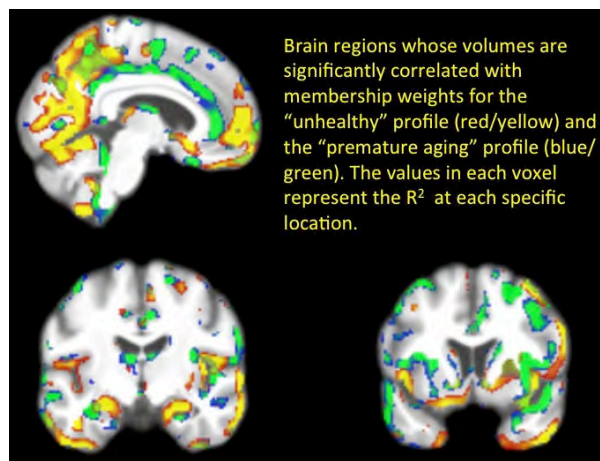 Brain regions whose volumes are
significantly correlated with
membership weights for the
“unhealthy” profile (red/yellow) and
the “premature aging” profile (blue/
green). The values in each voxel
represent the R² at each specific
location.